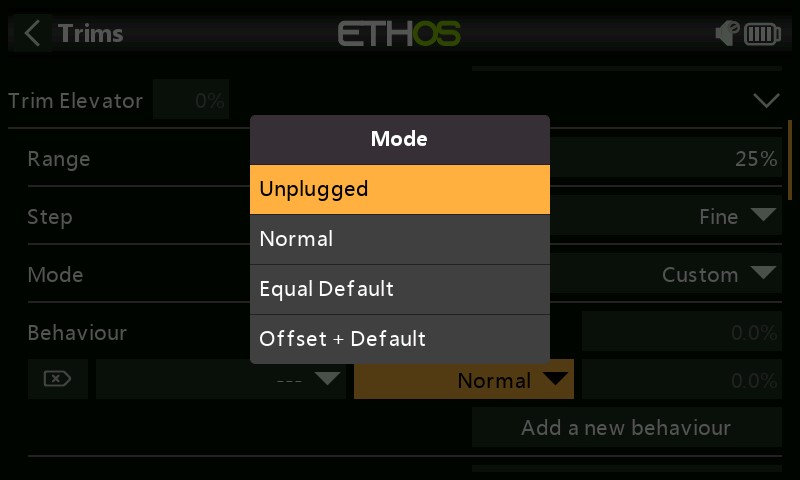 Trims
ETHOS
Trim Elevator 0%
Mode
Range 25%
Unplugged
Step Fine
Normal
Mode Custom
Equal Default
Behaviour 0.0%
Offset + Default
--- Normal 0.0%
Add a new behaviour